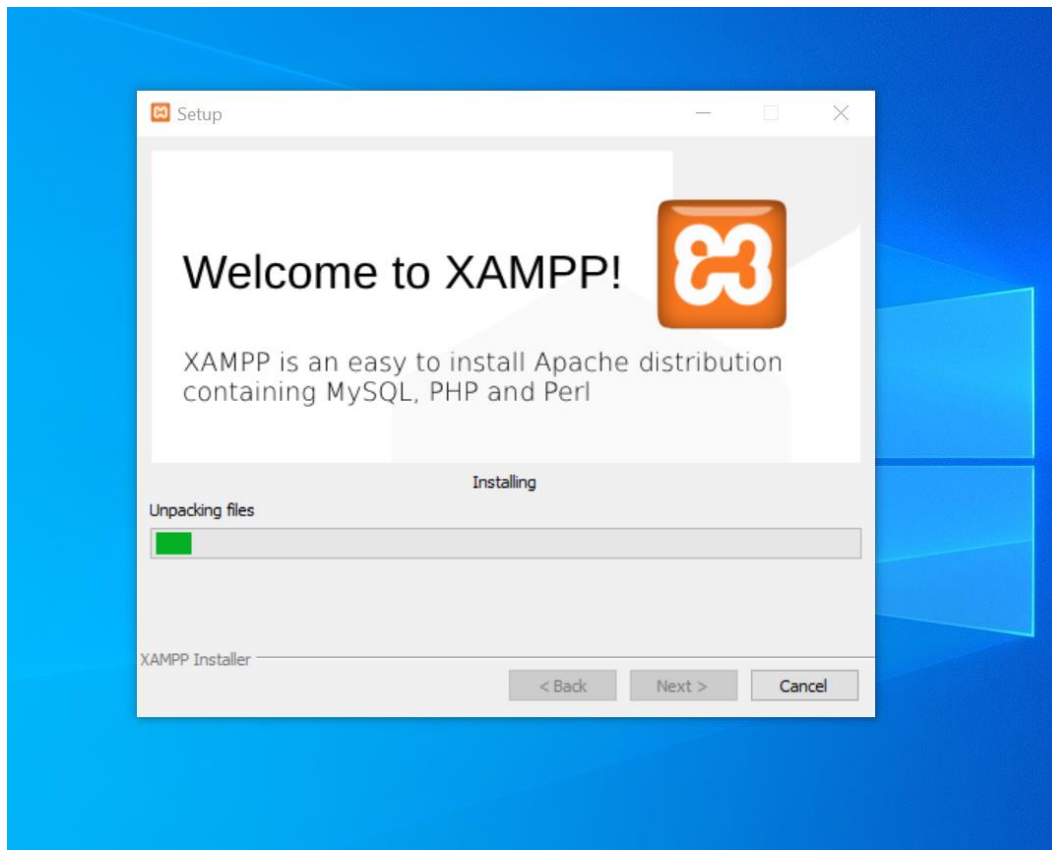 Setup
Welcome to XAMPP!
XAMPP is an easy to install Apache distribution
containing MySQL, PHP and Perl
Installing
Unpacking files
XAMPP Installer
< Back Next > Cancel